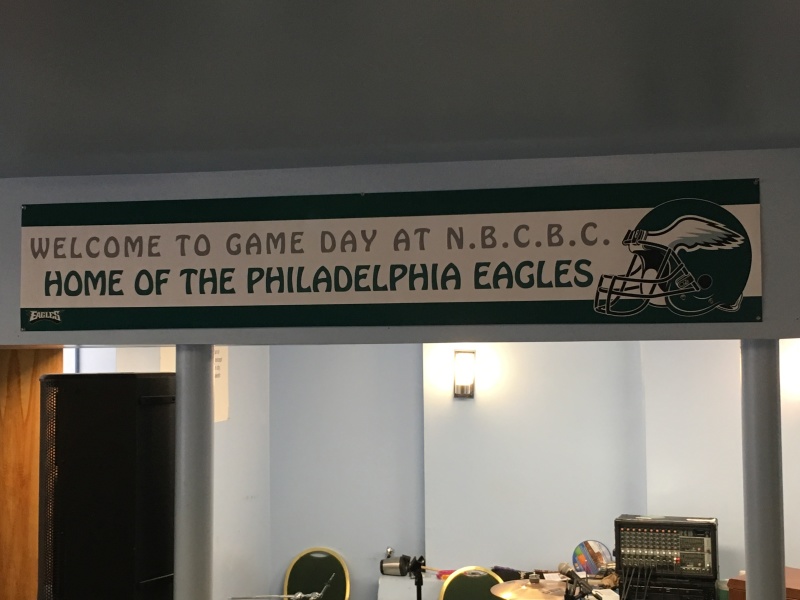 WELCOME TO GAME DAY AT N.B.C.B.C.
HOME OF THE PHILADELPHIA EAGLES
EAGLES